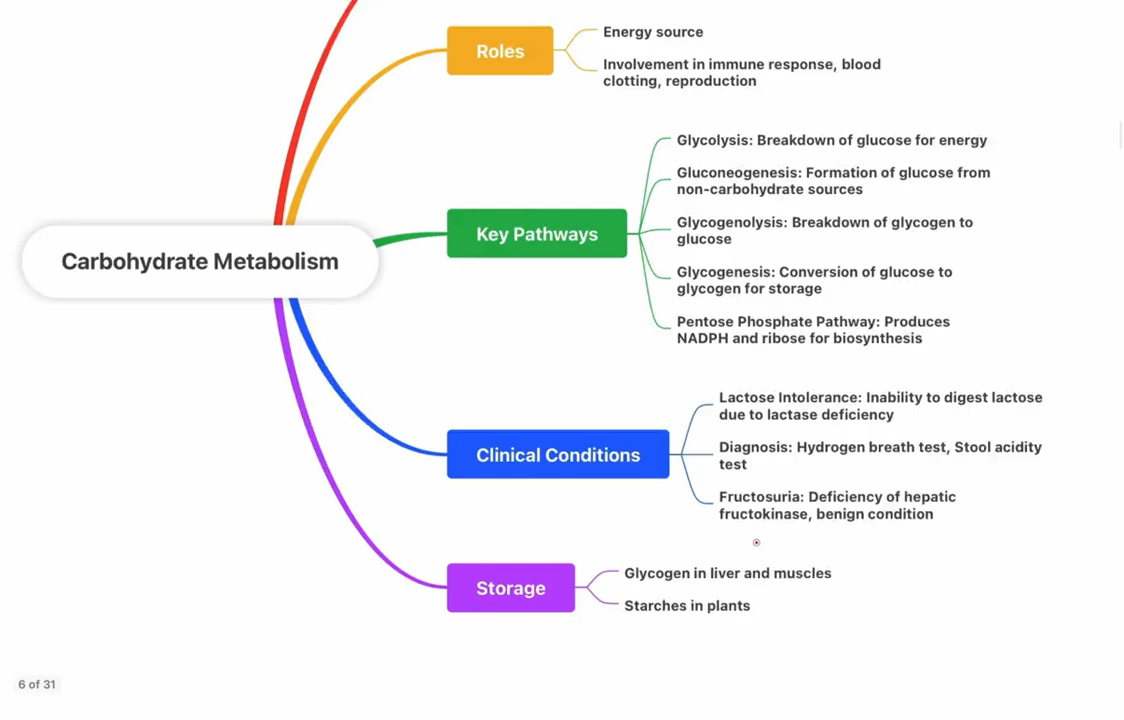 Roles
Energy source
Involvement in immune response, blood
clotting, reproduction
Carbohydrate Metabolism
Key Pathways
Glycolysis: Breakdown of glucose for energy
Gluconeogenesis: Formation of glucose from
non-carbohydrate sources
Glycogenolysis: Breakdown of glycogen to
glucose
Glycogenesis: Conversion of glucose to
glycogen for storage
Pentose Phosphate Pathway: Produces
NADPH and ribose for biosynthesis
Clinical Conditions
Lactose Intolerance: Inability to digest lactose
due to lactase deficiency
Diagnosis: Hydrogen breath test, Stool acidity
test
Fructosuria: Deficiency of hepatic
fructokinase, benign condition
Storage
Glycogen in liver and muscles
Starches in plants
6 of 31